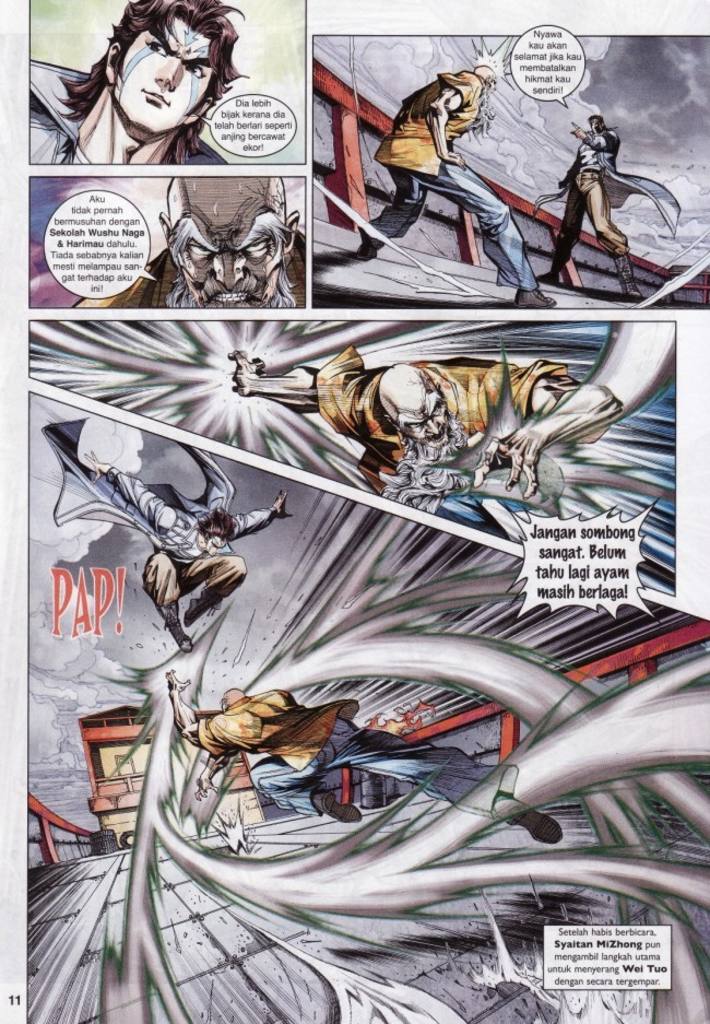 Dia lebih
bijak kerana dia
telah berlari seperti
anjing bercawat
ekor!
Nyawa
kau akan
selamat jika kau
membatalkan
hikmat kau
sendiri!
Aku
tidak pernah
bermusuhan dengan
Sekolah Wushu Naga
& Harimau dahulu.
Tiada sebabnya kalian
mesti melampau san-
gat terhadap aku
ini!
Jangan sombong
sangat. Belum
tahu lagi ayam
masih berlaga!
PAP!
Setelah habis berbicara,
Syaitan MiZhong pun
mengambil langkah utama
untuk menyerang Wei Tuo
dengan secara tergempar.
11